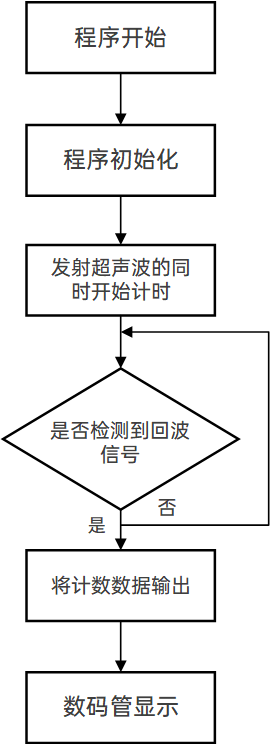 程序开始
程序初始化
发射超声波的同
时开始计时
是否检测到回波
信号
否
是
将计数数据输出
数码管显示